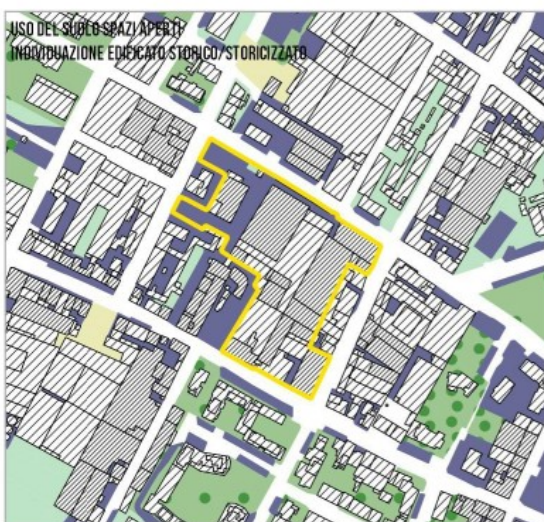 USO DEL SUOLO SPAZI APERTI/
INDIVIDUAZIONE EDIFICATO STORICO/STORICIZZATO